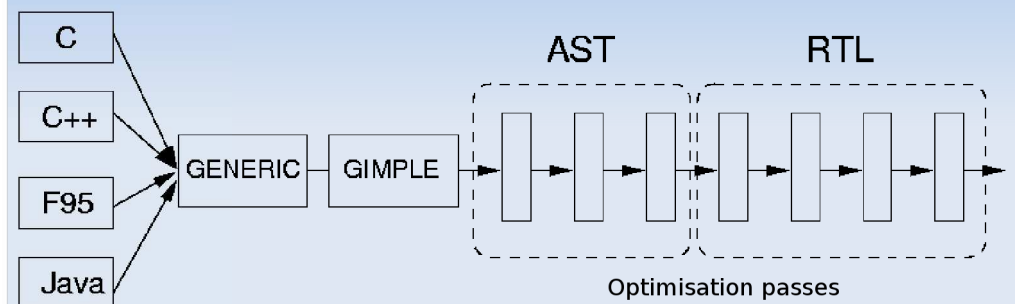 C
C++
F95
Java
GENERIC
GIMPLE
AST
RTL
Optimisation passes